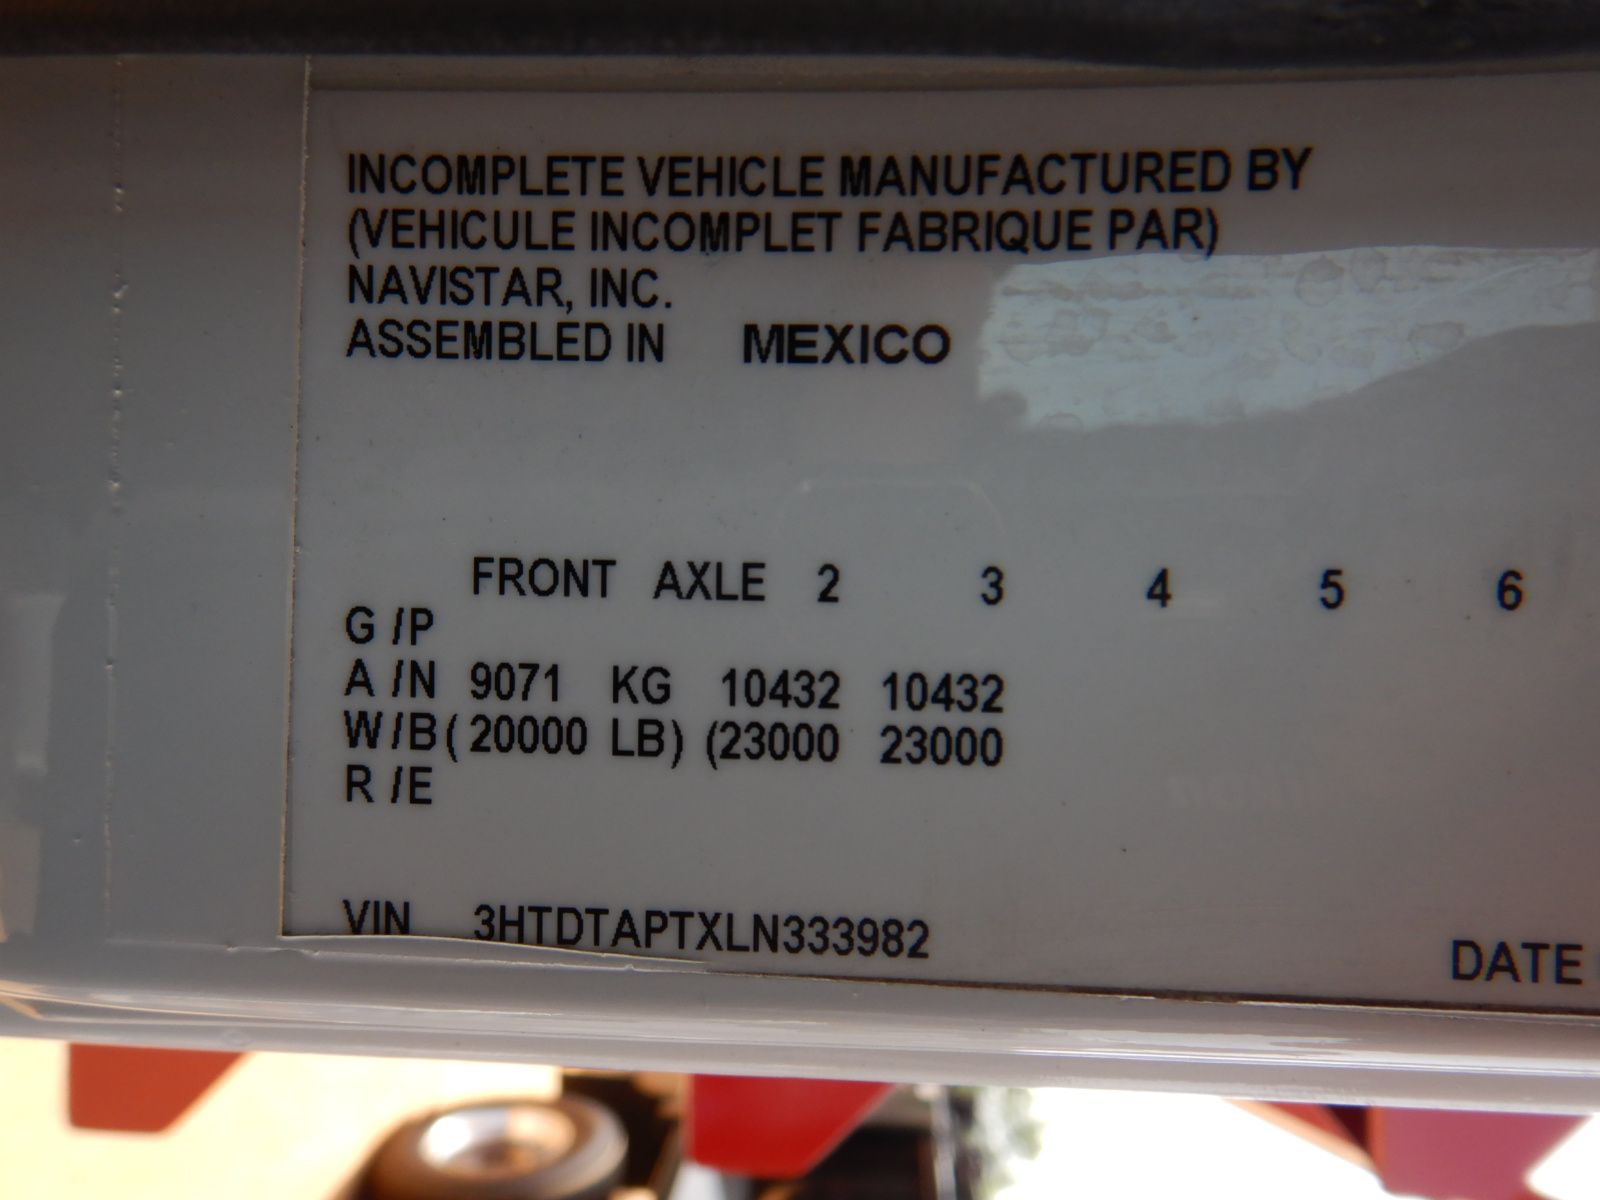 INCOMPLETE VEHICLE MANUFACTURED BY
(VEHICULE INCOMPLET FABRIQUE PAR)
NAVISTAR, INC.
ASSEMBLED IN MEXICO
FRONT AXLE 2 3 4 5 6
G /P
A /N 9071 KG 10432 10432
W/B ( 20000 LB) (23000 23000
R /E
VIN 3HTDTAPTXLN333982
DATE